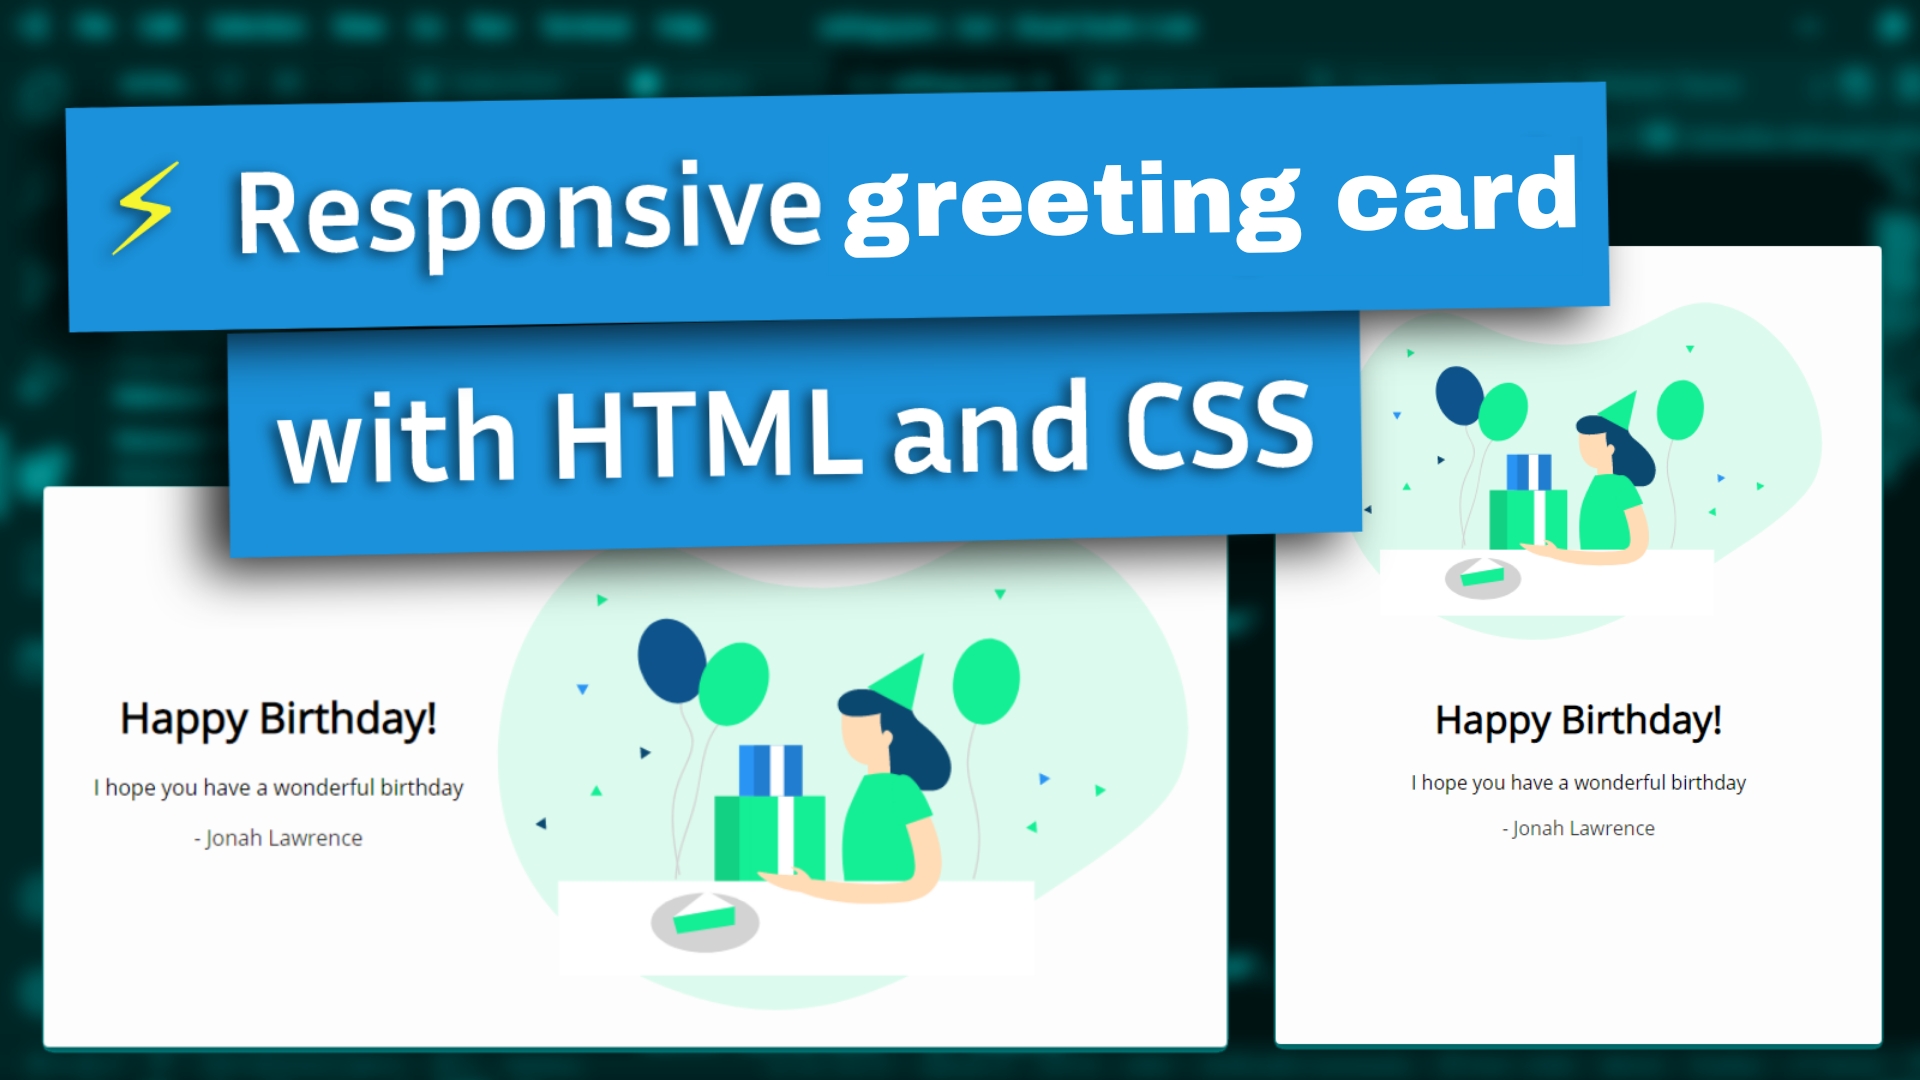 ⚡ Responsive greeting card
with HTML and CSS
Happy Birthday!
I hope you have a wonderful birthday
- Jonah Lawrence
Happy Birthday!
I hope you have a wonderful birthday
- Jonah Lawrence